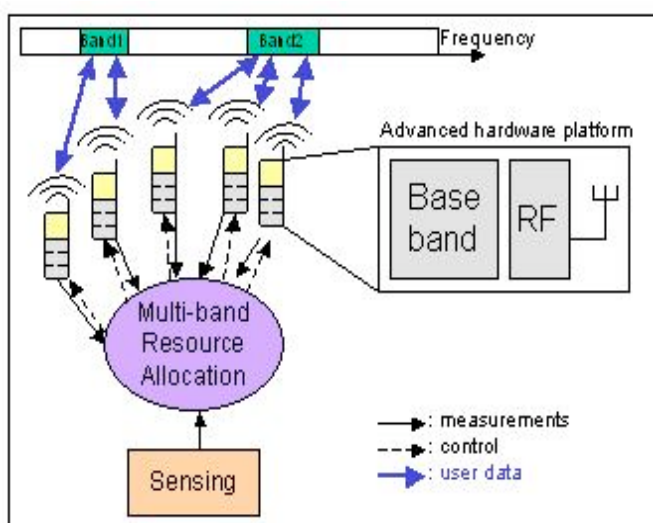 Band1
Band2
Frequency
Advanced hardware platform
Base
band
RF
Multi-band
Resource
Allocation
Sensing
: measurements
: control
: user data